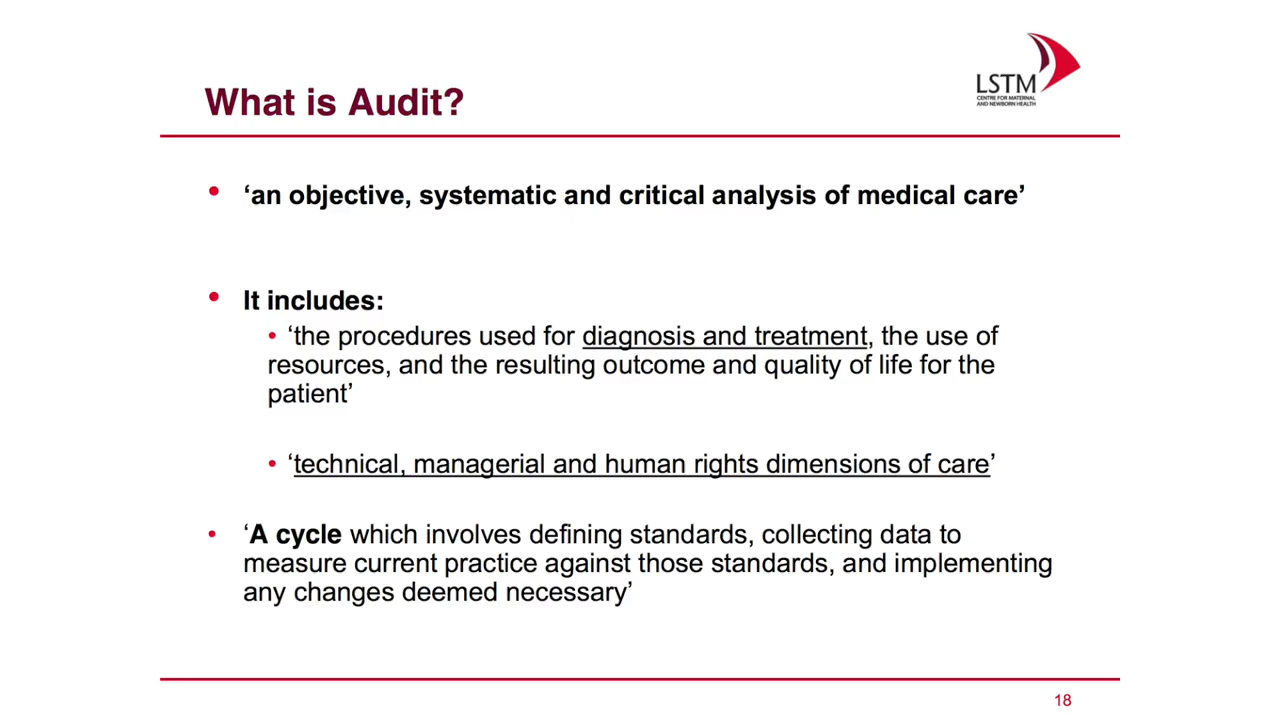 What is Audit?
LSTM
CENTRE FOR MATERNAL
AND NEWBORN HEALTH
• ‘an objective, systematic and critical analysis of medical care’
• It includes:
• ‘the procedures used for diagnosis and treatment, the use of
resources, and the resulting outcome and quality of life for the
patient’
• ‘technical, managerial and human rights dimensions of care’
• ‘A cycle which involves defining standards, collecting data to
measure current practice against those standards, and implementing
any changes deemed necessary’
18